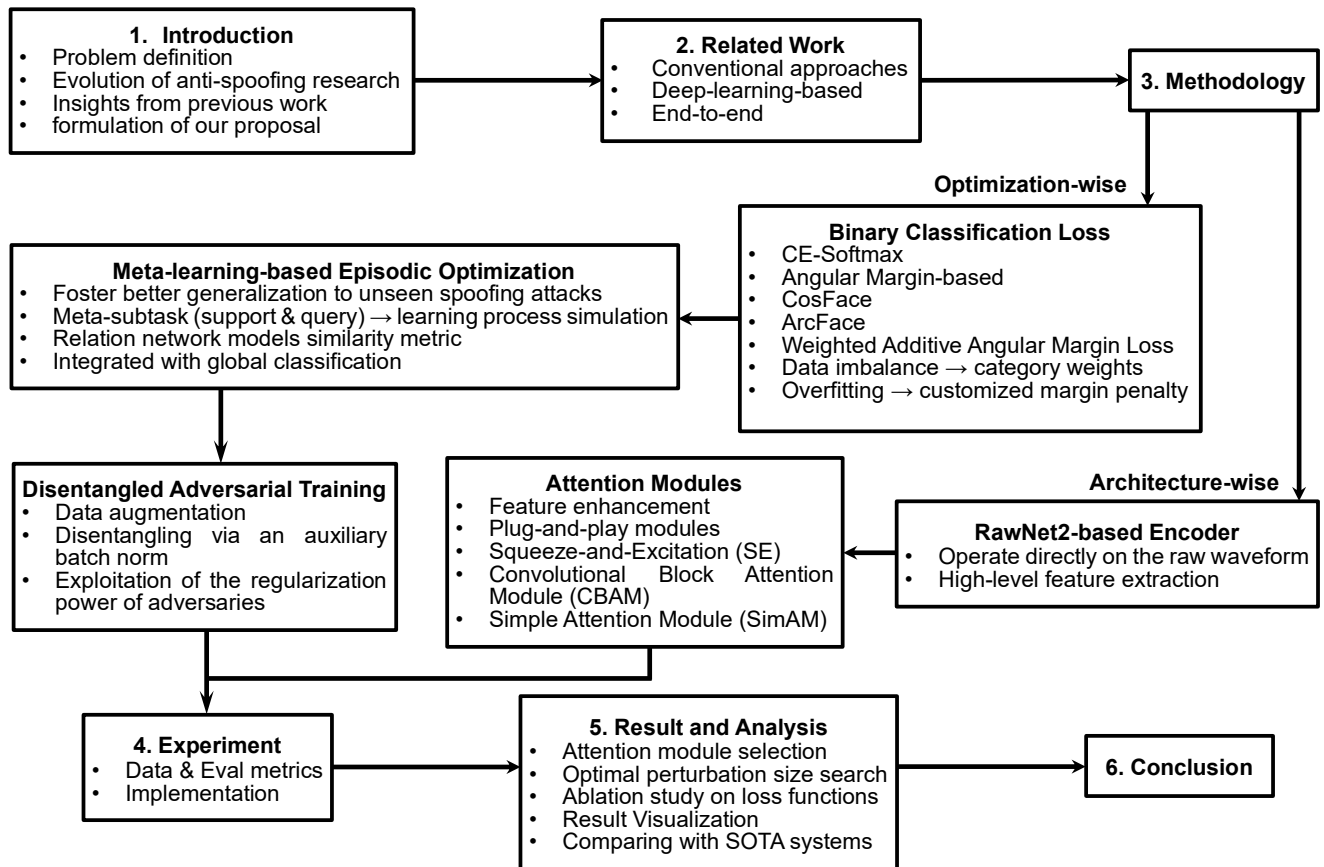 1. Introduction
• Problem definition
• Evolution of anti-spoofing research
• Insights from previous work
• formulation of our proposal
2. Related Work
• Conventional approaches
• Deep-learning-based
• End-to-end
3. Methodology
Optimization-wise
Binary Classification Loss
• CE-Softmax
• Angular Margin-based
• CosFace
• ArcFace
• Weighted Additive Angular Margin Loss
• Data imbalance → category weights
• Overfitting → customized margin penalty
Meta-learning-based Episodic Optimization
• Foster better generalization to unseen spoofing attacks
• Meta-subtask (support & query) → learning process simulation
• Relation network models similarity metric
• Integrated with global classification
Disentangled Adversarial Training
• Data augmentation
• Disentangling via an auxiliary
batch norm
• Exploitation of the regularization
power of adversaries
Attention Modules
• Feature enhancement
• Plug-and-play modules
• Squeeze-and-Excitation (SE)
• Convolutional Block Attention
Module (CBAM)
• Simple Attention Module (SimAM)
Architecture-wise
RawNet2-based Encoder
• Operate directly on the raw waveform
• High-level feature extraction
4. Experiment
• Data & Eval metrics
• Implementation
5. Result and Analysis
• Attention module selection
• Optimal perturbation size search
• Ablation study on loss functions
• Result Visualization
• Comparing with SOTA systems
6. Conclusion